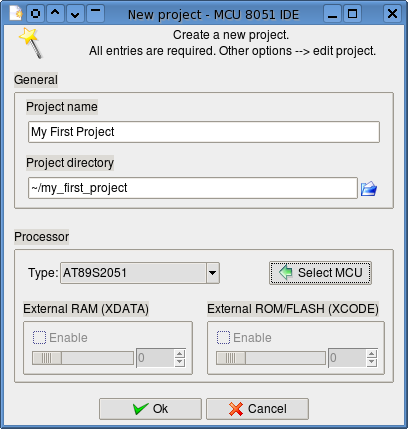 New project - MCU 8051 IDE
Create a new project.
All entries are required. Other options --> edit project.
General
Project name
My First Project
Project directory
~/my_first_project
Processor
Type: AT89S2051 Select MCU
External RAM (XDATA) External ROM/FLASH (XCODE)
Enable Enable
0 0
Ok Cancel